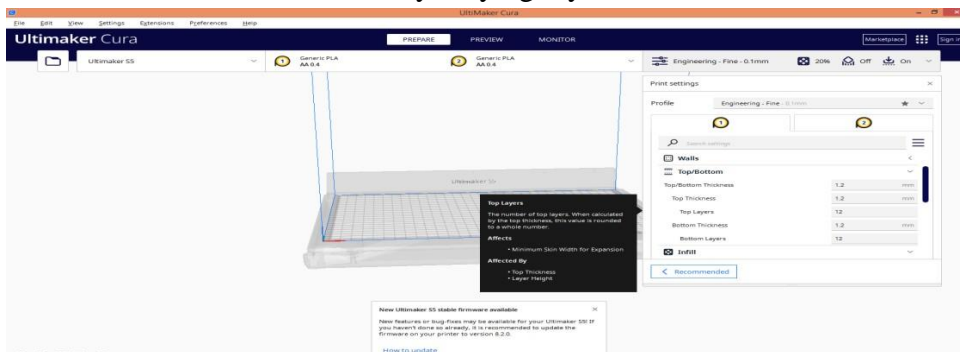 UltiMaker Cura
File Edit View Settings Extensions Preferences Help
Ultimaker Cura PREPARE PREVIEW MONITOR Marketplace Sign in
Ultimaker S5 1 Generic PLA AA 0.4 2 Generic PLA AA 0.4 Engineering - Fine - 0.1mm 20% Off On
Print settings
Profile Engineering - Fine - 0.1mm
1 2
Search settings
Walls
Top/Bottom
Top/Bottom Thickness 1.2 mm
Top Thickness 1.2 mm
Top Layers 12
Bottom Thickness 1.2 mm
Bottom Layers 12
Infill
Recommended
Top Layers
The number of top layers. When calculated
by the top thickness, this value is rounded
to a whole number.
Affects
• Minimum Skin Width for Expansion
Affected By
• Top Thickness
• Layer Height
New Ultimaker S5 stable firmware available
New features or bug-fixes may be available for your Ultimaker S5! If
you haven't done so already, it is recommended to update the
firmware on your printer to version 8.2.0.
How to update